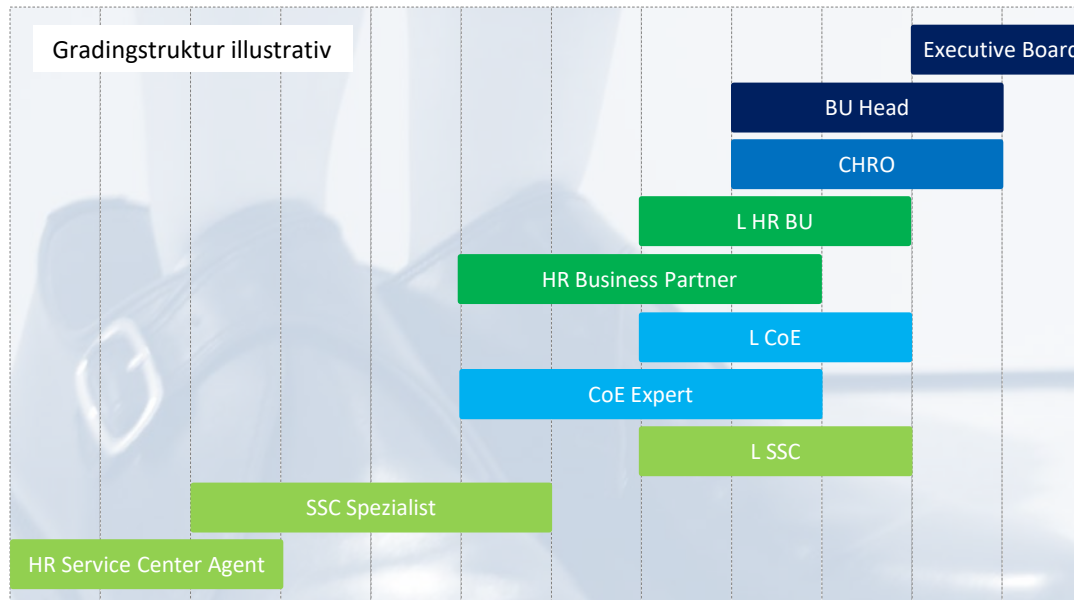 Gradingstruktur illustrativ
Executive Board
BU Head
CHRO
L HR BU
HR Business Partner
L CoE
CoE Expert
L SSC
SSC Spezialist
HR Service Center Agent